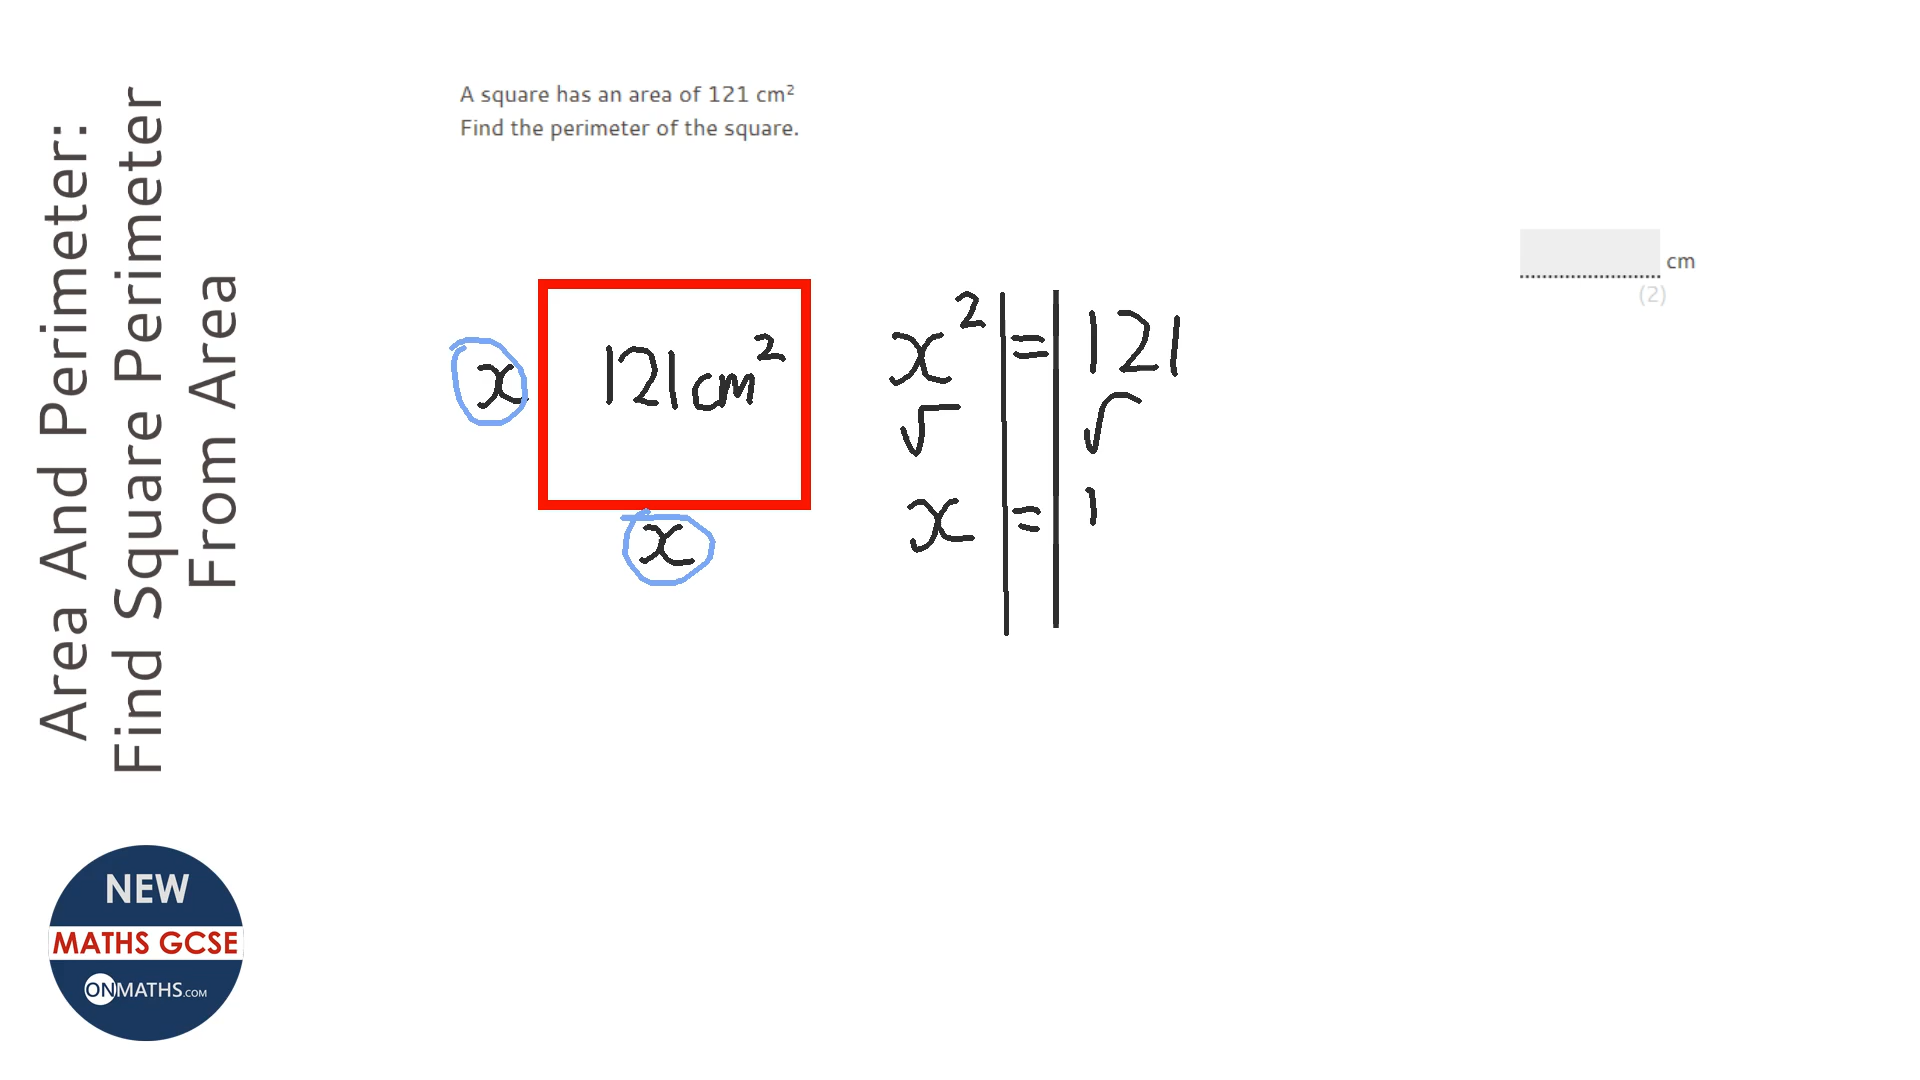 Area And Perimeter:
Find Square Perimeter
From Area
A square has an area of 121 cm²
Find the perimeter of the square.
cm
(2)
x
121cm²
x
x² = 121
√ √
x = 1
NEW
MATHS GCSE
ONMATHS.COM